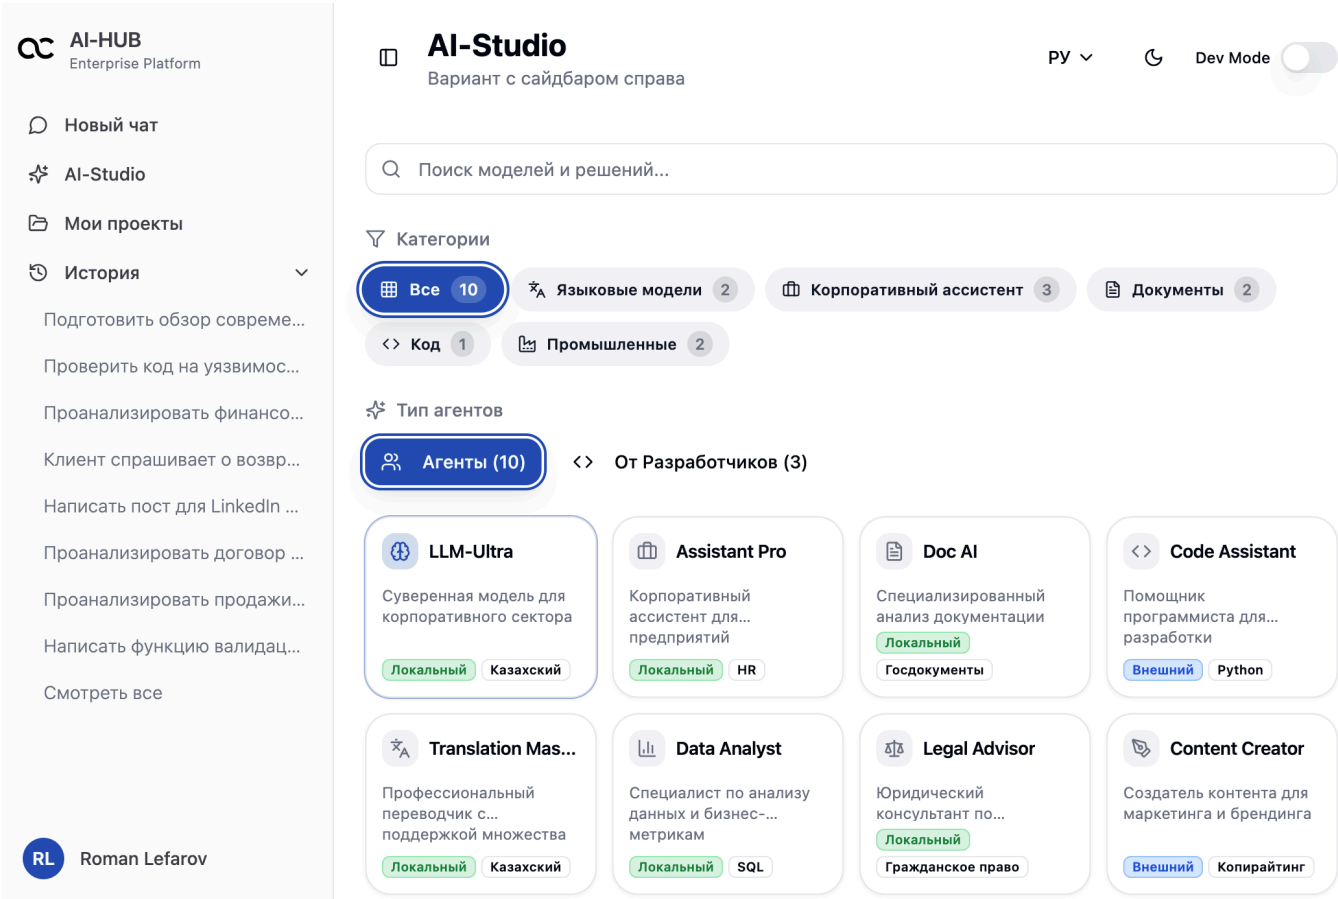 AI-HUB
Enterprise Platform
Новый чат
AI-Studio
Мои проекты
История
Подготовить обзор совреме...
Проверить код на уязвимос...
Проанализировать финансо...
Клиент спрашивает о возвр...
Написать пост для LinkedIn ...
Проанализировать договор ...
Проанализировать продажи...
Написать функцию валидац...
Смотреть все
RL
Roman Lefarov
AI-Studio
Вариант с сайдбаром справа
РУ
Dev Mode
Поиск моделей и решений...
Категории
Все 10
Языковые модели 2
Корпоративный ассистент 3
Документы 2
Код 1
Промышленные 2
Тип агентов
Агенты (10)
От Разработчиков (3)
LLM-Ultra
Суверенная модель для
корпоративного сектора
Локальный
Казахский
Assistant Pro
Корпоративный
ассистент для...
предприятий
Локальный
HR
Doc AI
Специализированный
анализ документации
Локальный
Госдокументы
Code Assistant
Помощник
программиста для...
разработки
Внешний
Python
Translation Mas...
Профессиональный
переводчик с...
поддержкой множества
Локальный
Казахский
Data Analyst
Специалист по анализу
данных и бизнес-...
метрикам
Локальный
SQL
Legal Advisor
Юридический
консультант по...
Локальный
Гражданское право
Content Creator
Создатель контента для
маркетинга и брендинга
Внешний
Копирайтинг